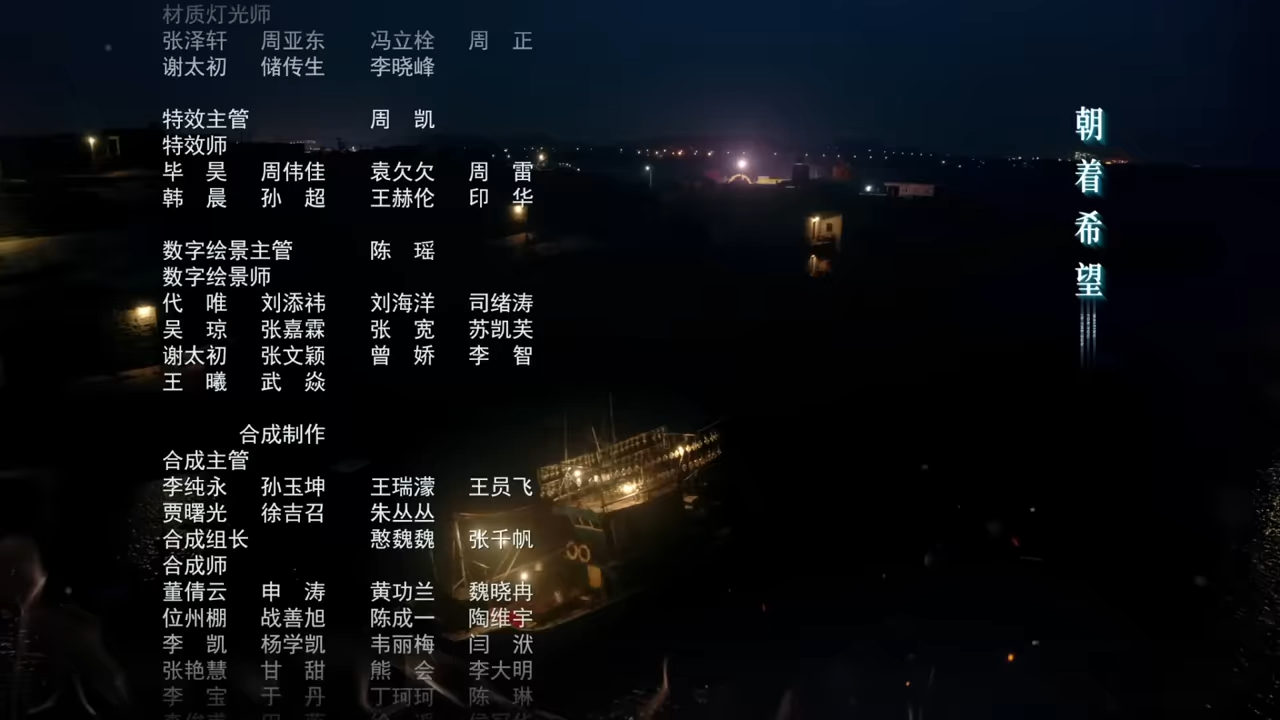 材质灯光师
张泽轩 周亚东 冯立栓 周 正
谢太初 储传生 李晓峰
特效主管 周 凯
特效师
毕 昊 周伟佳 袁欠欠 周 雷
韩 晨 孙 超 王赫伦 印 华
数字绘景主管 陈 瑶
数字绘景师
代 唯 刘添祎 刘海洋 司绪涛
吴 琼 张嘉霖 张 宽 苏凯芙
谢太初 张文颖 曾 娇 李 智
王 曦 武 焱
合成制作
合成主管
李纯永 孙玉坤 王瑞濛 王员飞
贾曙光 徐吉召 朱丛丛
合成组长 憨魏魏 张千帆
合成师
董倩云 申 涛 黄功兰 魏晓冉
位州棚 战善旭 陈成一 陶维宇
李 凯 杨学凯 韦丽梅 闫 洑
张艳慧 甘 甜 熊 会 李大明
李 宝 于 丹 丁珂珂 陈 琳
朝着希望